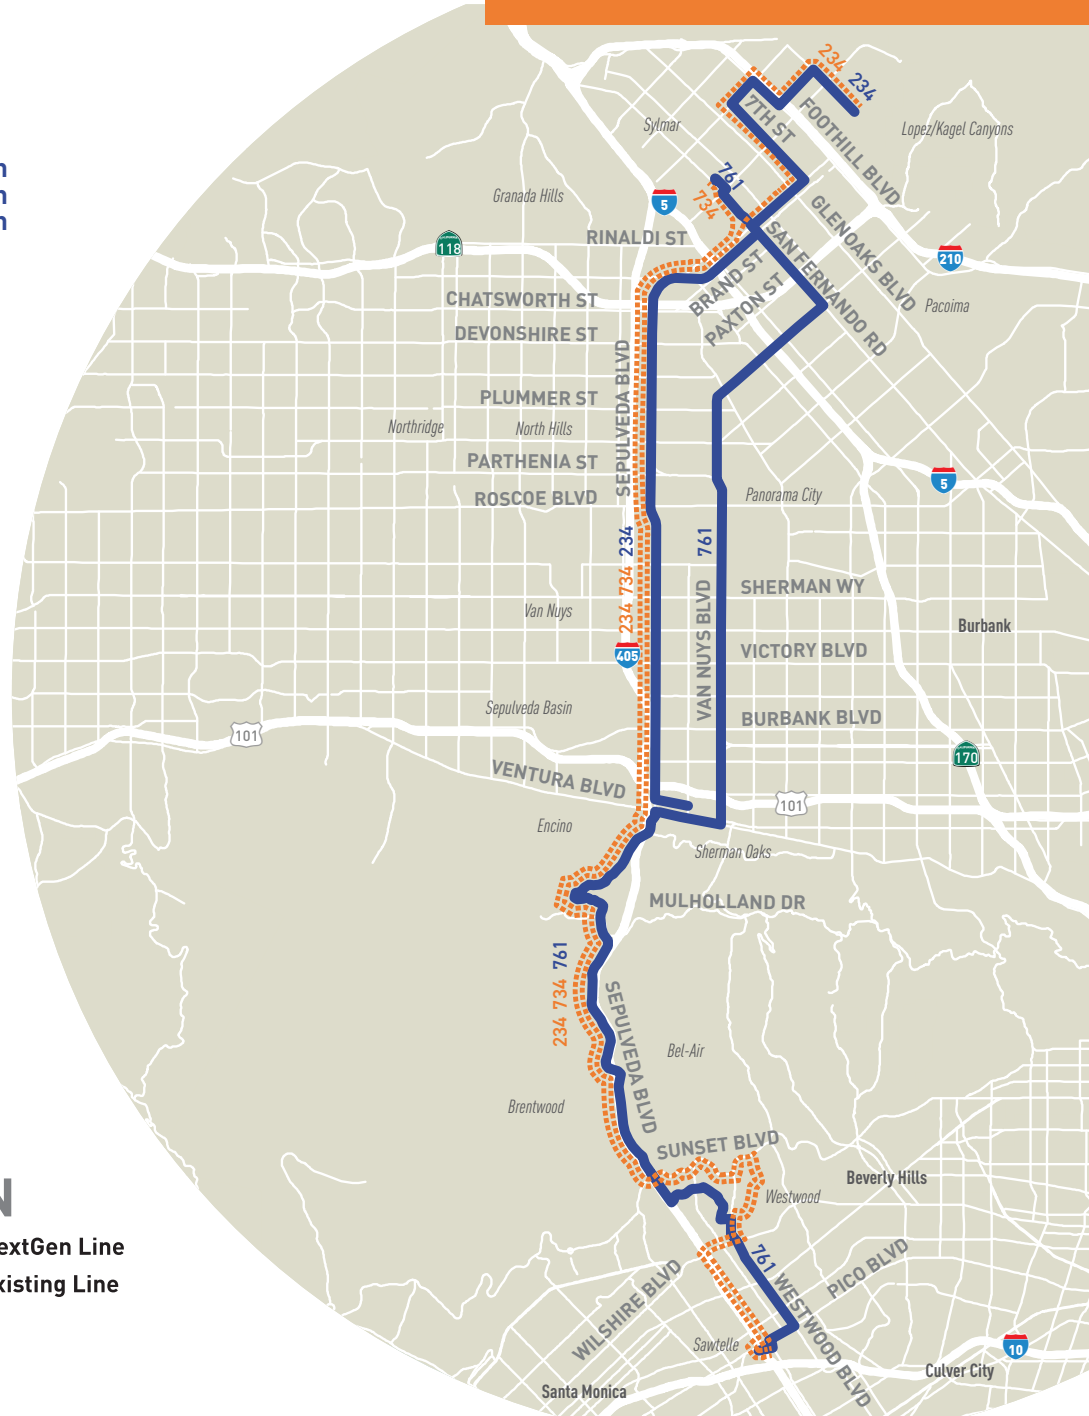 234
234
7TH ST
FOOTHILL BLVD
Sylmar
Lopez/Kagel Canyons
761
734
Granada Hills
5
RINALDI ST
118
GLENOAKS BLVD
SAN FERNANDO RD
210
BRAND ST
PAXTON ST
Pacoima
CHATSWORTH ST
DEVONSHIRE ST
SEPULVEDA BLVD
PLUMMER ST
Northridge
North Hills
PARTHENIA ST
ROSCOE BLVD
5
Panorama City
234 734 234
761
SHERMAN WY
Van Nuys
VAN NUYS BLVD
Burbank
405
VICTORY BLVD
Sepulveda Basin
BURBANK BLVD
101
170
VENTURA BLVD
101
Encino
Sherman Oaks
MULHOLLAND DR
234 734 761
SEPULVEDA BLVD
Bel-Air
Brentwood
SUNSET BLVD
Beverly Hills
Westwood
N
extGen Line
xisting Line
761
WESTWOOD BLVD
PICO BLVD
WILSHIRE BLVD
Sawtelle
10
Culver City
Santa Monica
n
n
n